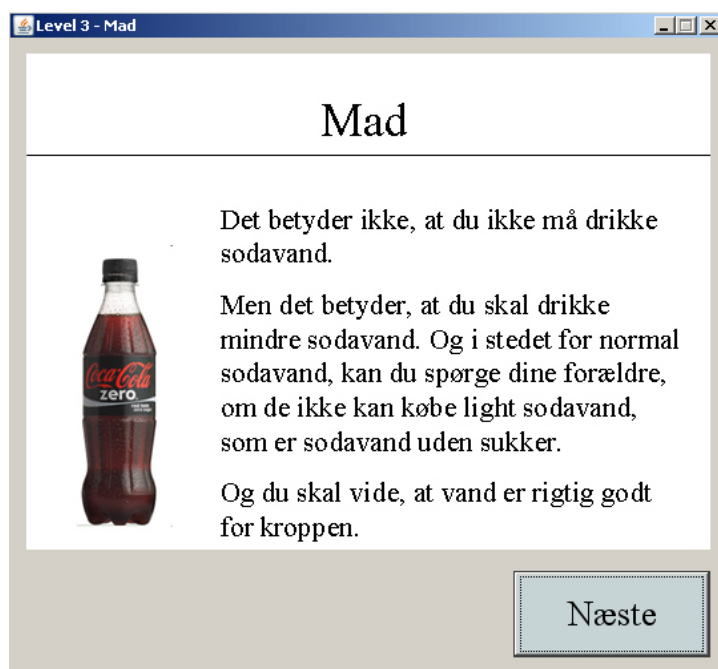 Level 3 - Mad
Mad
Det betyder ikke, at du ikke må drikke
sodavand.
Men det betyder, at du skal drikke
mindre sodavand. Og i stedet for normal
sodavand, kan du spørge dine forældre,
om de ikke kan købe light sodavand,
som er sodavand uden sukker.
Og du skal vide, at vand er rigtig godt
for kroppen.
Coca-Cola
zero
Næste